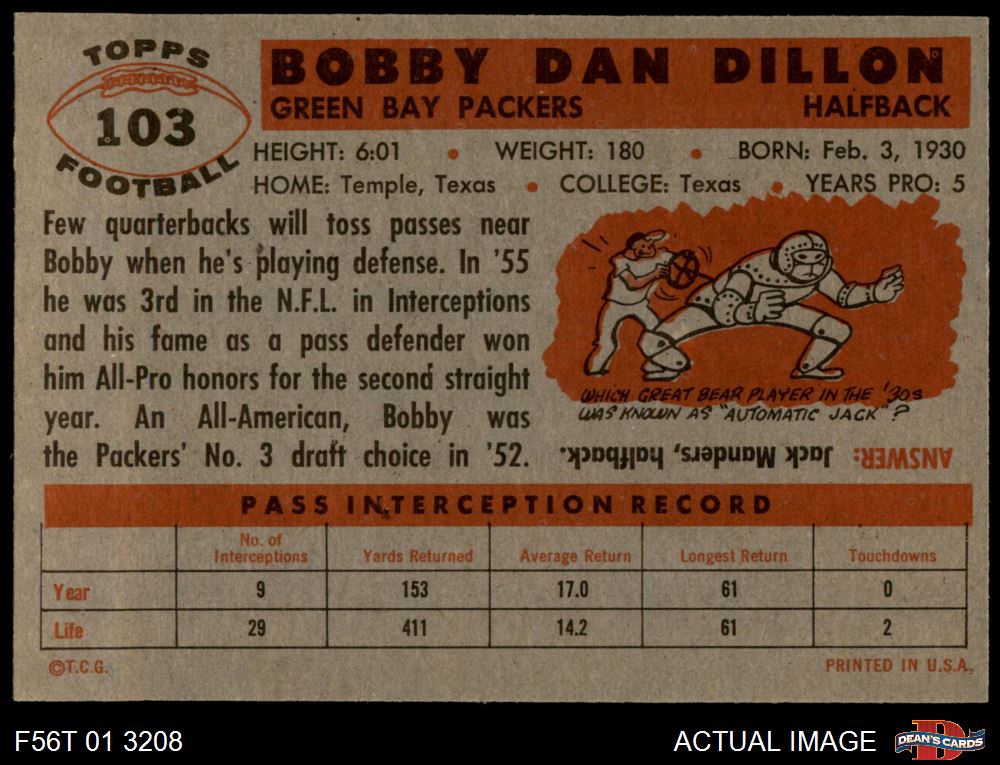 TOPPS
103
FOOTBALL
BOBBY DAN DILLON
GREEN BAY PACKERS HALFBACK
HEIGHT: 6:01 • WEIGHT: 180 • BORN: Feb. 3, 1930
HOME: Temple, Texas • COLLEGE: Texas • YEARS PRO: 5
Few quarterbacks will toss passes near
Bobby when he's playing defense. In '55
he was 3rd in the N.F.L. in Interceptions
and his fame as a pass defender won
him All-Pro honors for the second straight
year. An All-American, Bobby was
the Packers' No. 3 draft choice in '52.
WHICH GREAT BEAR PLAYER IN THE '30s
WAS KNOWN AS "AUTOMATIC JACK"?
ANSWER: Jack Manders, halfback.
PASS INTERCEPTION RECORD
No. of
Interceptions Yards Returned Average Return Longest Return Touchdowns
Year 9 153 17.0 61 0
Life 29 411 14.2 61 2
©T.C.G. PRINTED IN U.S.A.
F56T 01 3208 ACTUAL IMAGE DEAN'S CARDS